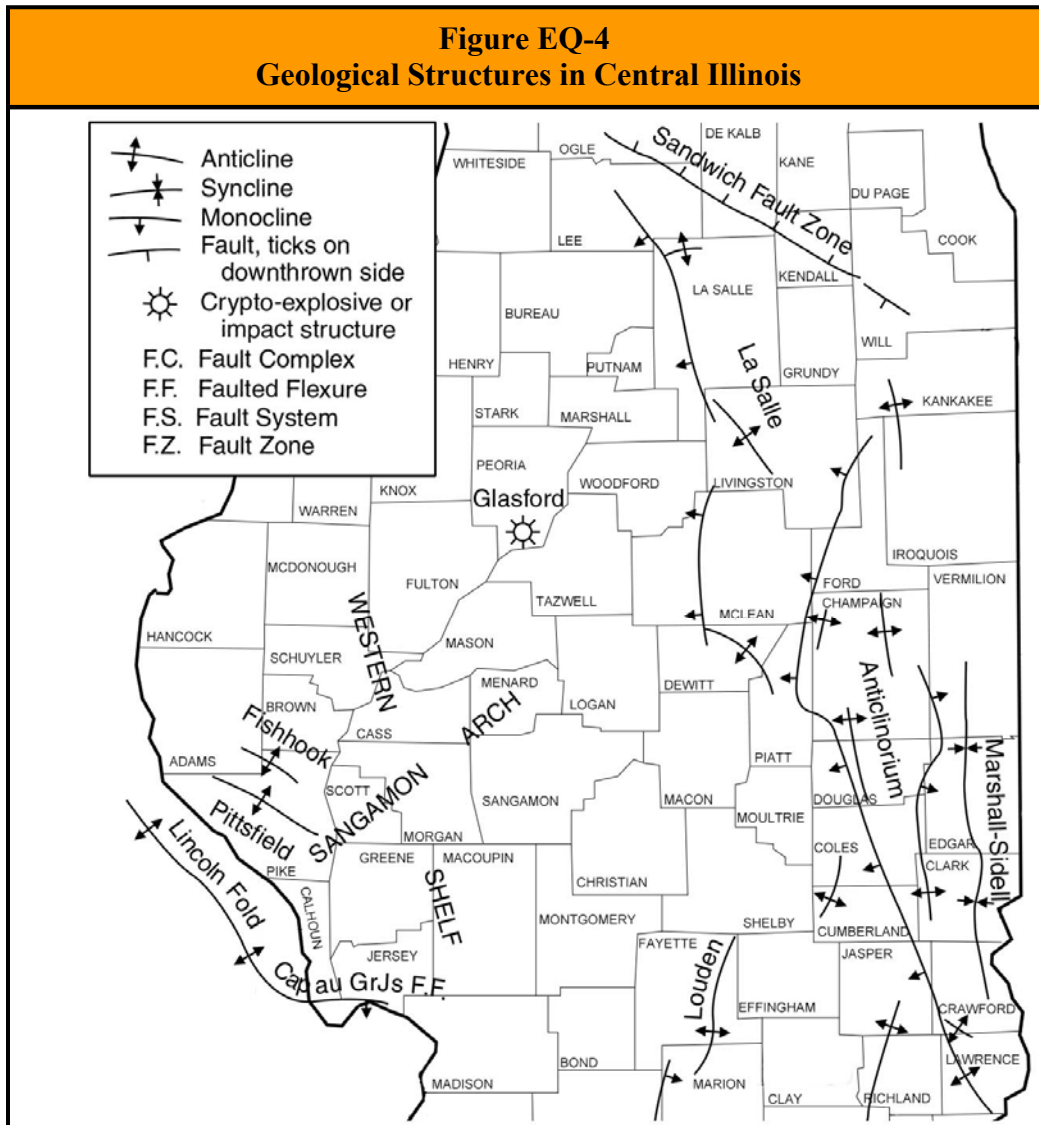 Figure EQ-4
Geological Structures in Central Illinois
Anticline
Syncline
Monocline
Fault, ticks on
downthrown side
Crypto-explosive or
impact structure
F.C. Fault Complex
F.F. Faulted Flexure
F.S. Fault System
F.Z. Fault Zone
WHITESIDE
OGLE
DE KALB
KANE
DU PAGE
COOK
Sandwich Fault Zone
LEE
KENDALL
LA SALLE
BUREAU
WILL
HENRY
PUTNAM
GRUNDY
La Salle
KANKAKEE
STARK
MARSHALL
PEORIA
WOODFORD
LIVINGSTON
KNOX
Glasford
WARREN
IROQUOIS
MCDONOUGH
FULTON
FORD
VERMILION
TAZWELL
CHAMPAIGN
MCLEAN
HANCOCK
WESTERN
MASON
SCHUYLER
MENARD
DEWITT
Anticlinorium
LOGAN
BROWN
ARCH
CASS
Fishhook
PIATT
ADAMS
SCOTT
SANGAMON
SANGAMON
MACON
DOUGLAS
Marshall-Sidell
Pittsfield
MORGAN
MOULTRIE
EDGAR
COLES
PIKE
GREENE
MACOUPIN
CLARK
Lincoln Fold
CHRISTIAN
CALHOUN
SHELF
MONTGOMERY
SHELBY
CUMBERLAND
JERSEY
FAYETTE
JASPER
Cap au GrJs F.F.
Louden
EFFINGHAM
CRAWFORD
BOND
LAWRENCE
MADISON
MARION
CLAY
RICHLAND